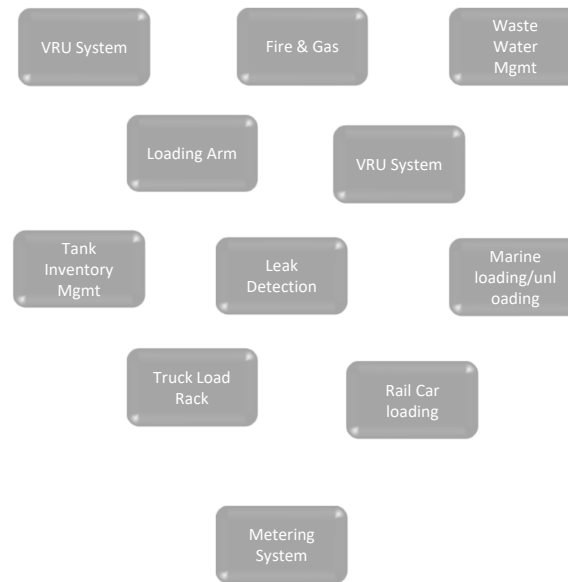 VRU System
Fire & Gas
Waste
Water
Mgmt
Loading Arm
VRU System
Tank
Inventory
Mgmt
Leak
Detection
Marine
loading/unl
oading
Truck Load
Rack
Rail Car
loading
Metering
System